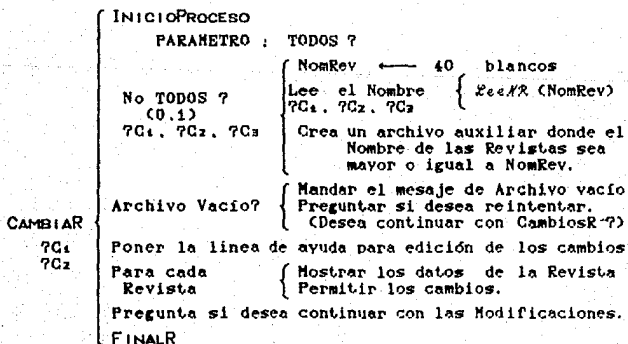 INICIOPROCESO
PARAMETRO : TODOS ?
NomRev ← 40 blancos
No TODOS ?
(0,1)
?C₁, ?C₂, ?C₃
Lee el Nombre
?C₁, ?C₂, ?C₃
LeeNR (NomRev)
Crea un archivo auxiliar donde el
Nombre de las Revistas sea
mayor o igual a NomRev.
Archivo Vacío?
Mandar el mesaje de Archivo vacío
Preguntar si desea reintentar.
(Desea continuar con CambiosR ?)
CAMBIAR
?C₁
?C₂
Poner la linea de ayuda para edición de los cambios
Para cada
Revista
Mostrar los datos de la Revista
Permitir los cambios.
Pregunta si desea continuar con las Modificaciones.
FINALR